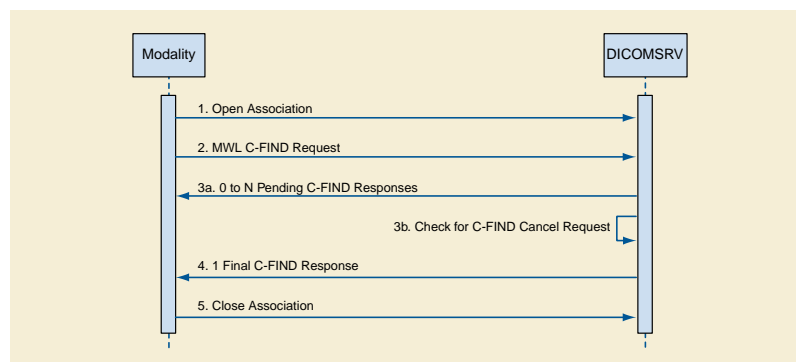 Modality
DICOMSRV
1. Open Association
2. MWL C-FIND Request
3a. 0 to N Pending C-FIND Responses
3b. Check for C-FIND Cancel Request
4. 1 Final C-FIND Response
5. Close Association